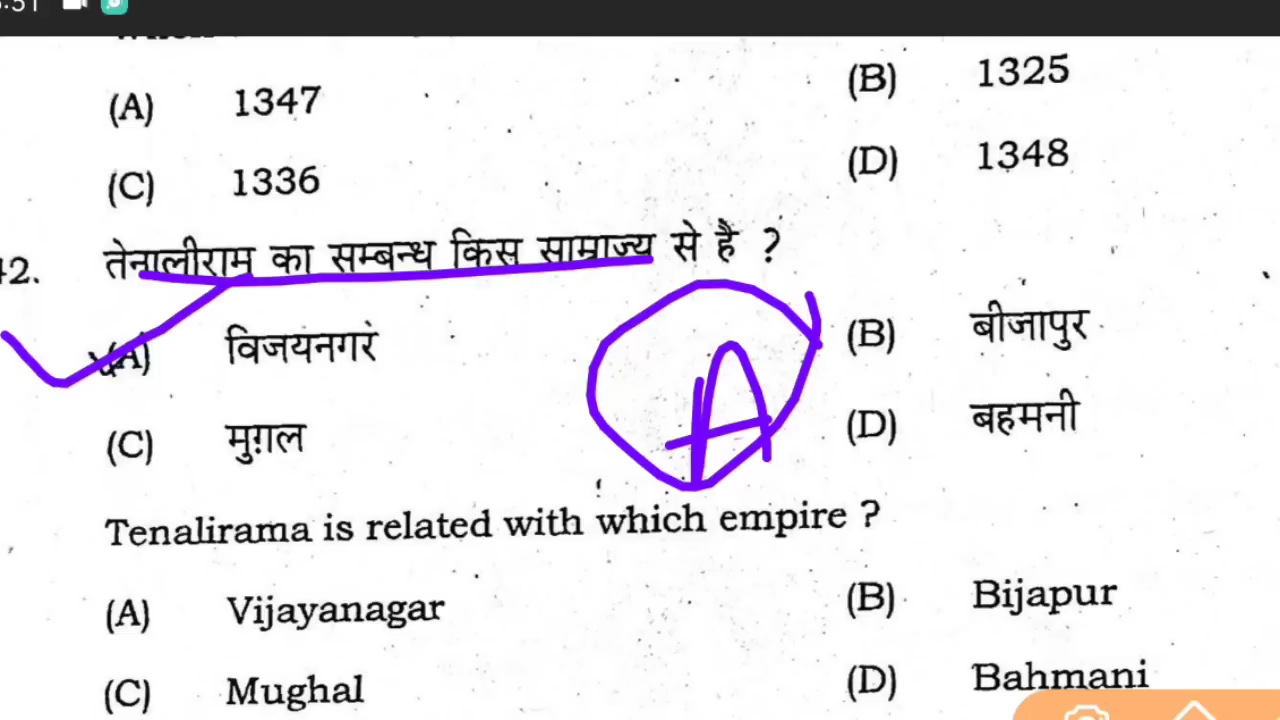 (A) 1347 (B) 1325
(C) 1336 (D) 1348
42. तेनालीराम का सम्बन्ध किस साम्राज्य से है ?
(A) विजयनगर (B) बीजापुर
A
(C) मुग़ल (D) बहमनी
Tenalirama is related with which empire ?
(A) Vijayanagar (B) Bijapur
(C) Mughal (D) Bahmani